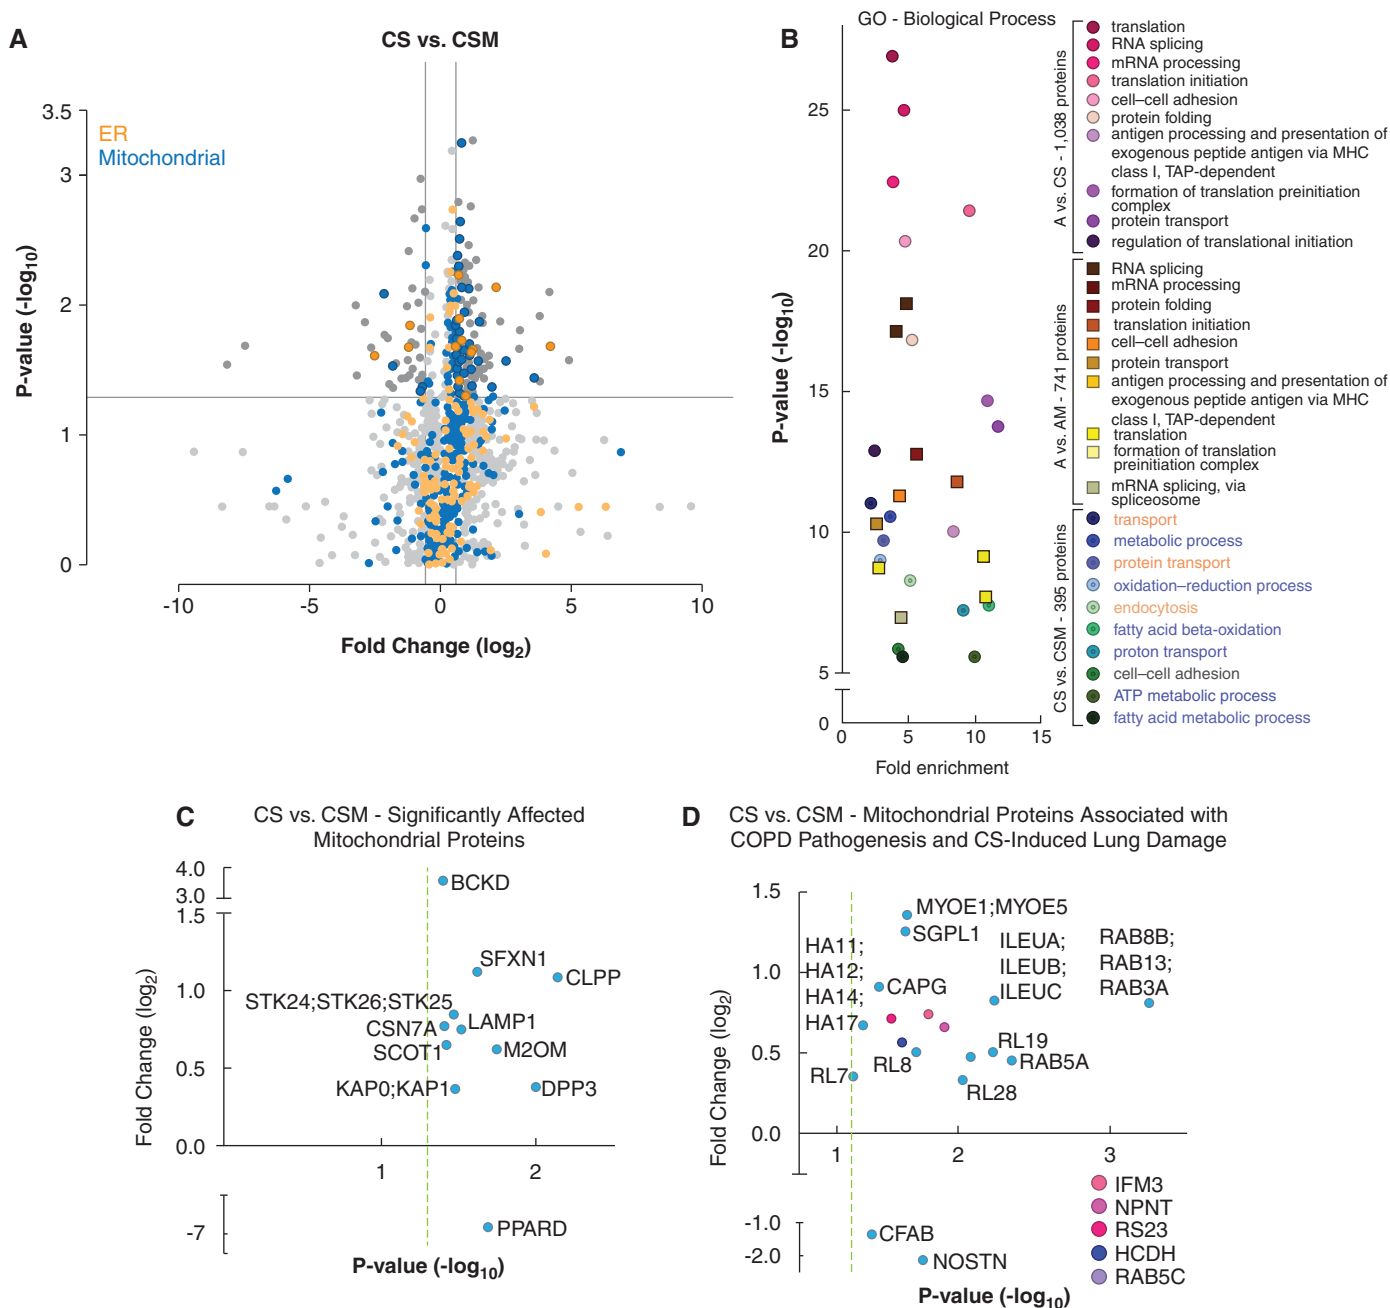 A
CS vs. CSM
3.5
3
2
1
0
ER
Mitochondrial
P-value (-log10)
-10
-5
0
5
10
Fold Change (log2)
B
GO - Biological Process
25
20
15
10
5
0
P-value (-log10)
0
5
10
15
Fold enrichment
A vs. CS - 1,038 proteins
translation
RNA splicing
mRNA processing
translation initiation
cell–cell adhesion
protein folding
antigen processing and presentation of
exogenous peptide antigen via MHC
class I, TAP-dependent
formation of translation preinitiation
complex
protein transport
regulation of translational initiation
A vs. AM - 741 proteins
RNA splicing
mRNA processing
protein folding
translation initiation
cell–cell adhesion
protein transport
antigen processing and presentation of
exogenous peptide antigen via MHC
class I, TAP-dependent
translation
formation of translation
preinitiation complex
mRNA splicing, via
spliceosome
CS vs. CSM - 395 proteins
transport
metabolic process
protein transport
oxidation–reduction process
endocytosis
fatty acid beta-oxidation
proton transport
cell–cell adhesion
ATP metabolic process
fatty acid metabolic process
C
CS vs. CSM - Significantly Affected
Mitochondrial Proteins
4.0
3.0
1.5
1.0
0.5
0.0
-7
Fold Change (log2)
BCKD
SFXN1
CLPP
STK24;STK26;STK25
CSN7A
LAMP1
SCOT1
M2OM
KAP0;KAP1
DPP3
1
2
PPARD
P-value (-log10)
D
CS vs. CSM - Mitochondrial Proteins Associated with
COPD Pathogenesis and CS-Induced Lung Damage
1.5
1.0
0.5
0.0
-1.0
-2.0
Fold Change (log2)
MYOE1;MYOE5
SGPL1
HA11;
HA12;
HA14;
HA17
CAPG
ILEUA;
ILEUB;
ILEUC
RAB8B;
RAB13;
RAB3A
RL19
RL8
RAB5A
RL7
RL28
1
2
3
CFAB
NOSTN
IFM3
NPNT
RS23
HCDH
RAB5C
P-value (-log10)